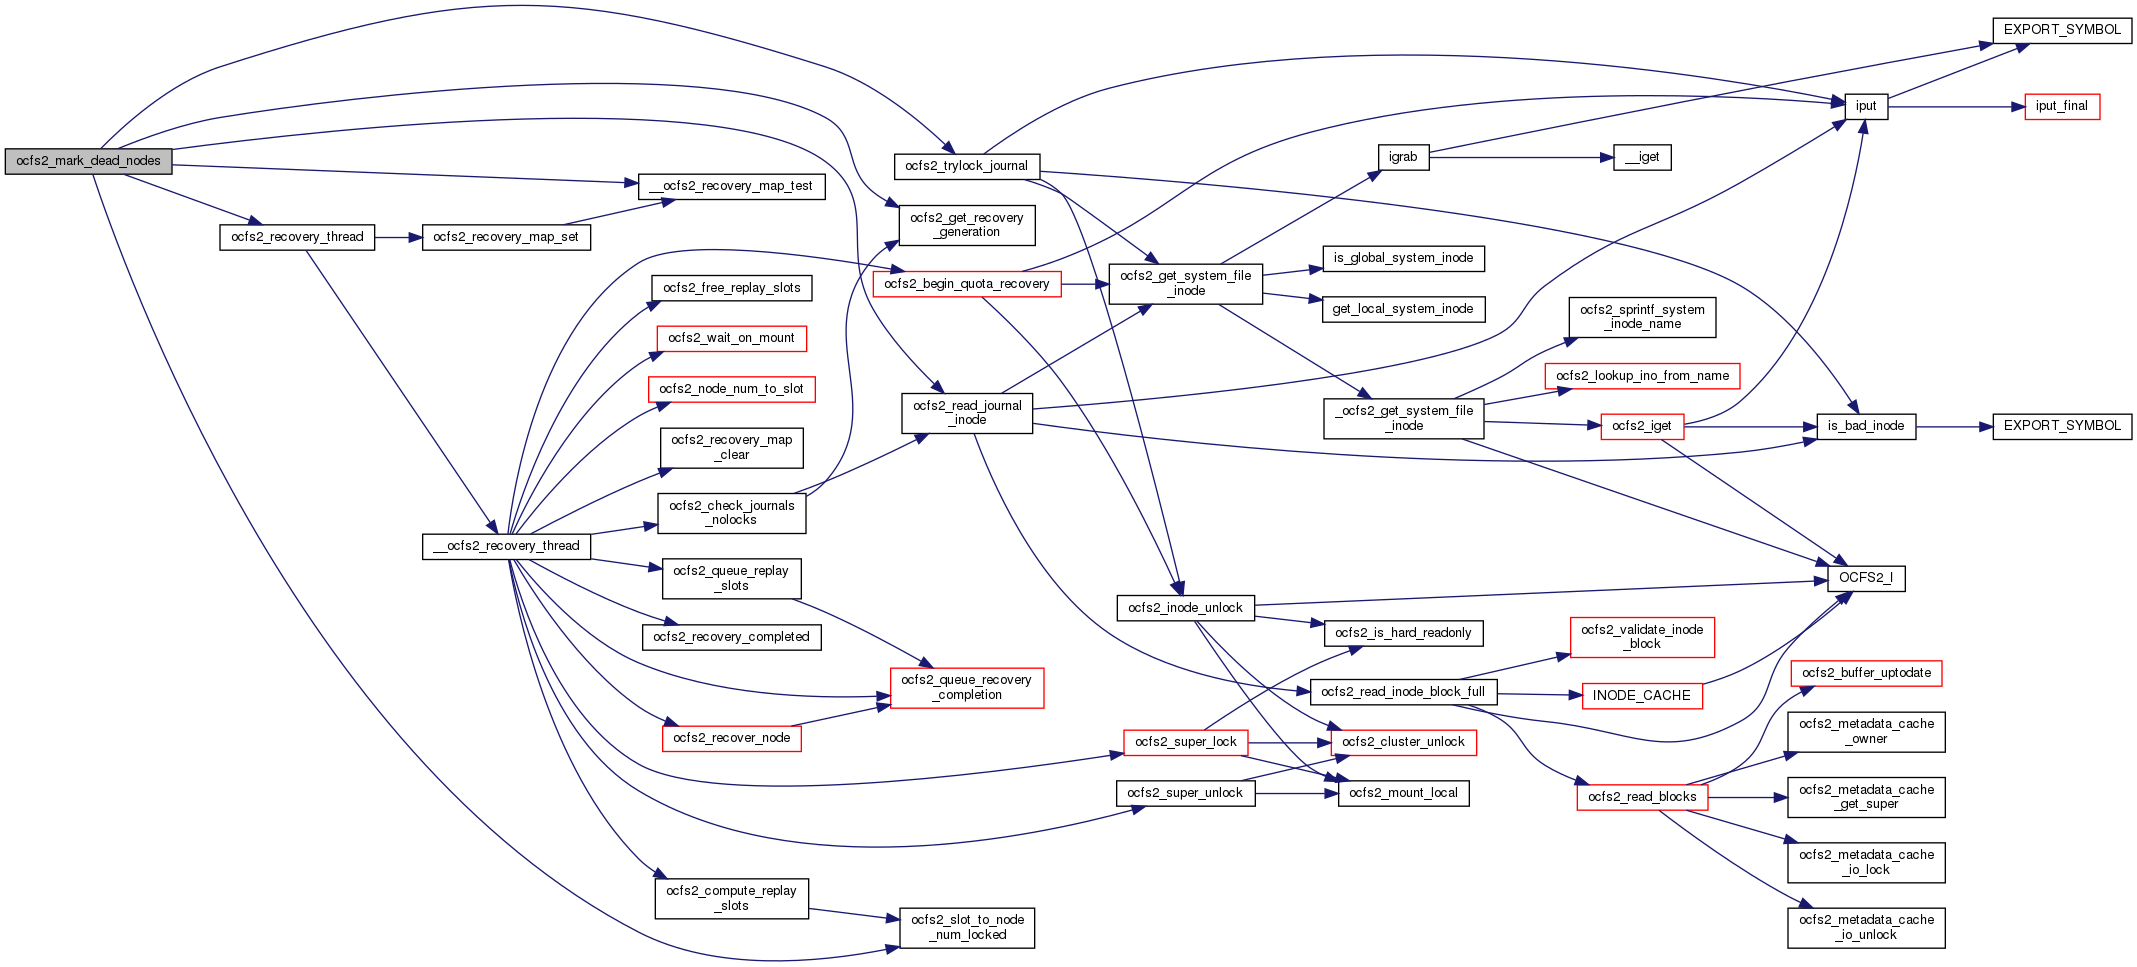 ocfs2_mark_dead_nodes
ocfs2_recovery_thread
ocfs2_recovery_map_set
__ocfs2_recovery_map_test
__ocfs2_recovery_thread
ocfs2_free_replay_slots
ocfs2_wait_on_mount
ocfs2_node_num_to_slot
ocfs2_recovery_map
_clear
ocfs2_check_journals
_nolocks
ocfs2_queue_replay
_slots
ocfs2_recovery_completed
ocfs2_recover_node
ocfs2_compute_replay
_slots
ocfs2_trylock_journal
ocfs2_get_recovery
_generation
ocfs2_begin_quota_recovery
ocfs2_read_journal
_inode
ocfs2_queue_recovery
_completion
ocfs2_slot_to_node
_num_locked
ocfs2_get_system_file
_inode
ocfs2_inode_unlock
ocfs2_super_lock
ocfs2_super_unlock
igrab
is_global_system_inode
get_local_system_inode
_ocfs2_get_system_file
_inode
ocfs2_is_hard_readonly
ocfs2_read_inode_block_full
ocfs2_cluster_unlock
ocfs2_mount_local
__iget
ocfs2_sprintf_system
_inode_name
ocfs2_lookup_ino_from_name
ocfs2_iget
ocfs2_validate_inode
_block
INODE_CACHE
ocfs2_read_blocks
iput
is_bad_inode
OCFS2_I
ocfs2_buffer_uptodate
ocfs2_metadata_cache
_owner
ocfs2_metadata_cache
_get_super
ocfs2_metadata_cache
_io_lock
ocfs2_metadata_cache
_io_unlock
EXPORT_SYMBOL
iput_final
EXPORT_SYMBOL